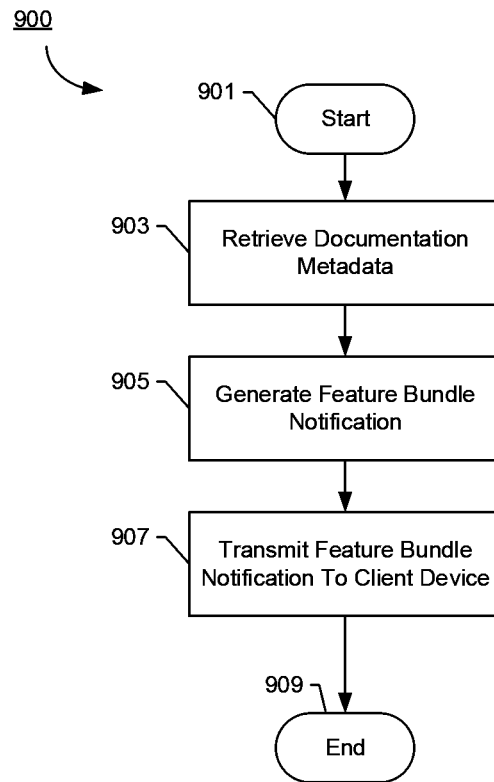 900
901
Start
903
Retrieve Documentation
Metadada
905
Generate Feature Bundle
Notification
907
Transmit Feature Bundle
Notification To Client Device
909
End